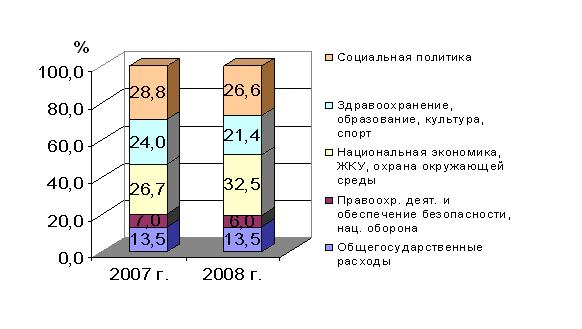 %
100,0
80,0
60,0
40,0
20,0
0,0
28,8
24,0
26,7
7,0
13,5
26,6
21,4
32,5
6,0
13,5
2007 г.
2008 г.
Социальная политика
Здравоохранение,
образование, культура,
спорт
Национальная экономика,
ЖКУ, охрана окружающей
среды
Правоохр. деят. и
обеспечение безопасности,
нац. оборона
Общегосударственные
расходы